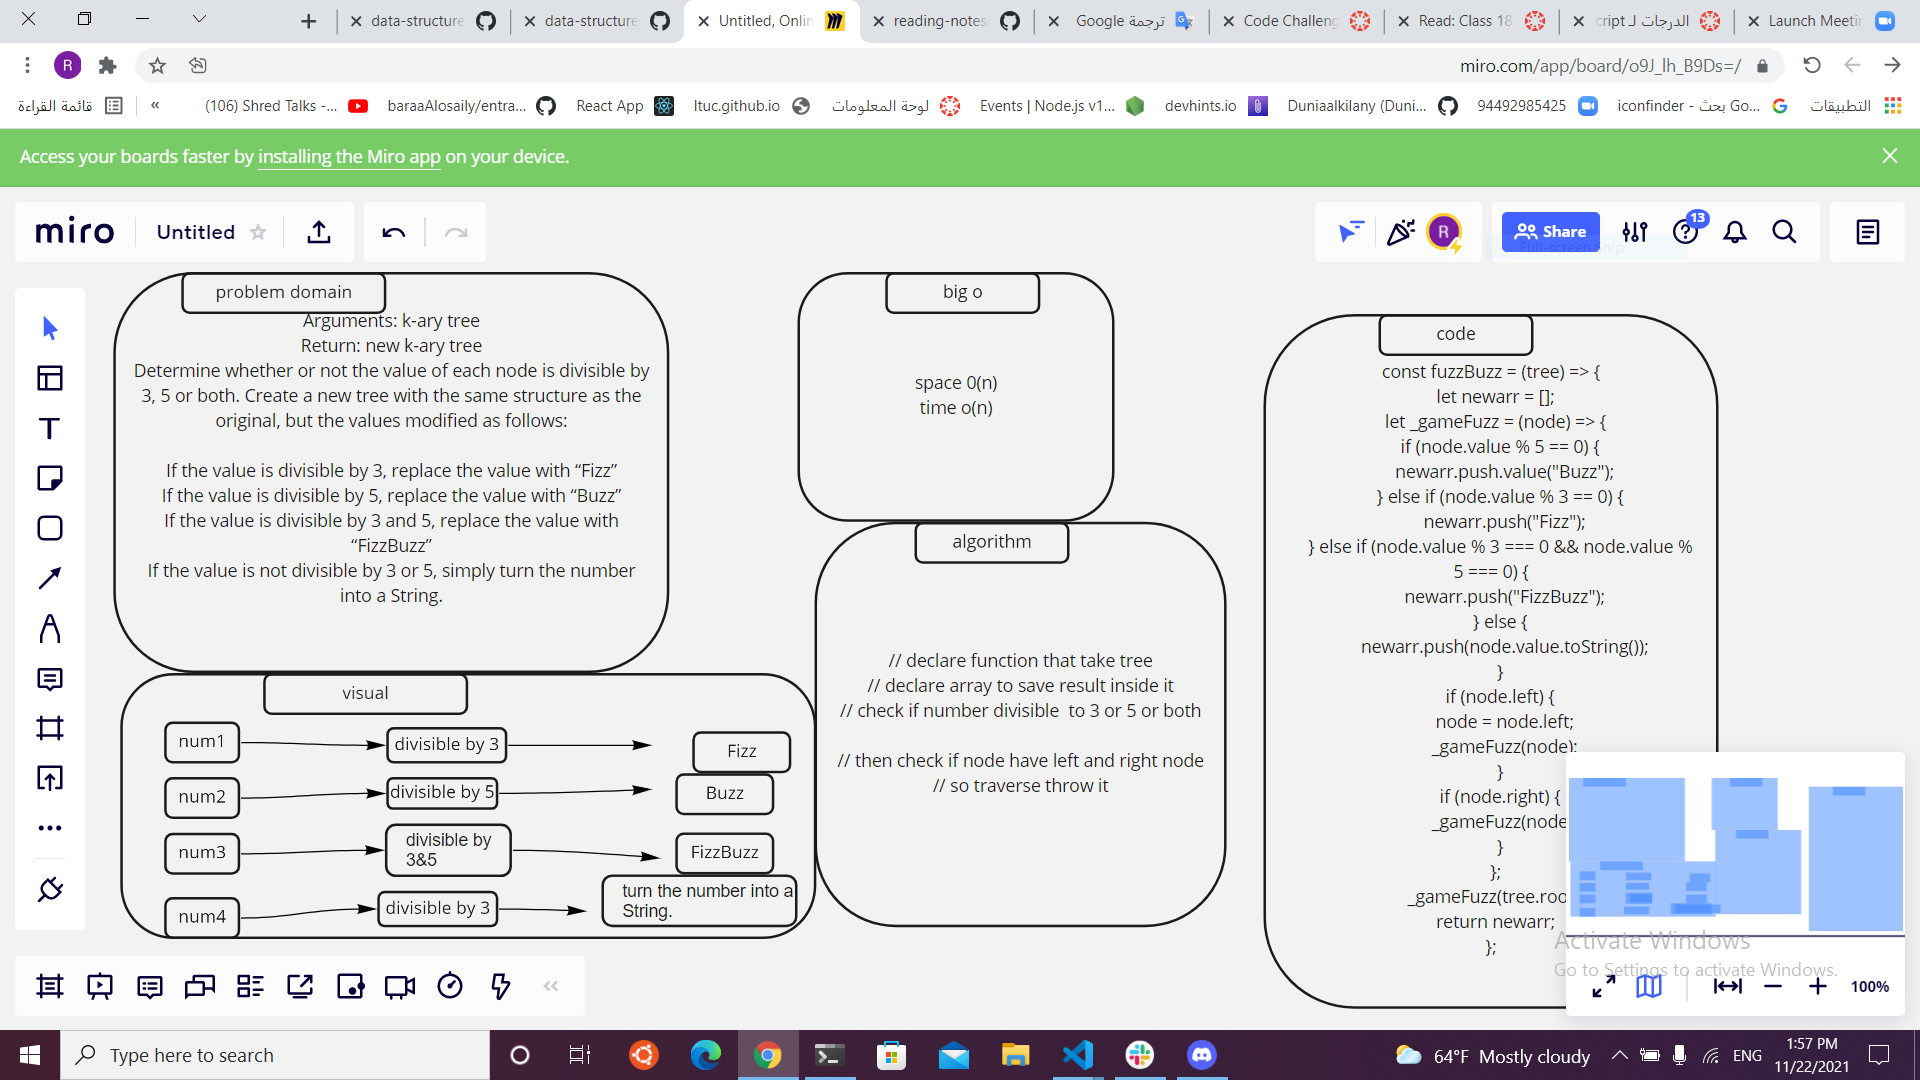 data-structure
data-structure
Untitled, Onlin
reading-notes
ترجمة Google
Code Challeng
Read: Class 18
الدرجات لـ cript
Launch Meetin
R
miro.com/app/board/o9J_lh_B9Ds=/
قائمة القراءة
«
(106) Shred Talks -...
baraaAlosaily/entra...
React App
ltuc.github.io
لوحة المعلومات
Events | Node.js v1...
devhints.io
Duniaalkilany (Duni...
94492985425
iconfinder - بحث Go...
التطبيقات
Access your boards faster by installing the Miro app on your device.
miro
Untitled
R
Share
13
Full-screen Snip
problem domain
Arguments: k-ary tree
Return: new k-ary tree
Determine whether or not the value of each node is divisible by
3, 5 or both. Create a new tree with the same structure as the
original, but the values modified as follows:
If the value is divisible by 3, replace the value with “Fizz”
If the value is divisible by 5, replace the value with “Buzz”
If the value is divisible by 3 and 5, replace the value with
“FizzBuzz”
If the value is not divisible by 3 or 5, simply turn the number
into a String.
big o
space 0(n)
time o(n)
visual
num1
divisible by 3
Fizz
num2
divisible by 5
Buzz
num3
divisible by
3&5
FizzBuzz
num4
divisible by 3
turn the number into a
String.
algorithm
// declare function that take tree
// declare array to save result inside it
// check if number divisible  to 3 or 5 or both
// then check if node have left and right node
// so traverse throw it
code
const fuzzBuzz = (tree) => {
let newarr = [];
let _gameFuzz = (node) => {
if (node.value % 5 == 0) {
newarr.push.value("Buzz");
} else if (node.value % 3 == 0) {
newarr.push("Fizz");
} else if (node.value % 3 === 0 && node.value %
5 === 0) {
newarr.push("FizzBuzz");
} else {
newarr.push(node.value.toString());
}
if (node.left) {
node = node.left;
_gameFuzz(node);
}
if (node.right) {
_gameFuzz(node
}
};
_gameFuzz(tree.roo
return newarr;
};
Activate Windows
Go to Settings to activate Windows.
100%
Type here to search
64°F Mostly cloudy
ENG
1:57 PM
11/22/2021